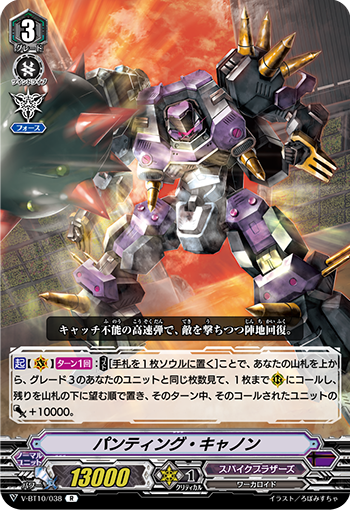 3
グレード
ツインドライブ
フォース
キャッチ不能の高速弾で、敵を撃ちつつ陣地回復。
起【】ターン1回:[手札を1枚ソウルに置く]ことで、あなたの山札を上か
ら、グレード3のあなたのユニットと同じ枚数見て、1枚まで に コールし、
残りを山札の下に望む順で置き、そのターン中、そのコールされたユニットの
+10000。
パンティング・キャノン
ノーマル
ユニット
パワー
13000
1
クリティカル
スパイクブラザーズ
ワーカロイド
V-BT10/038 R
イラスト/ろぼみすちゃ